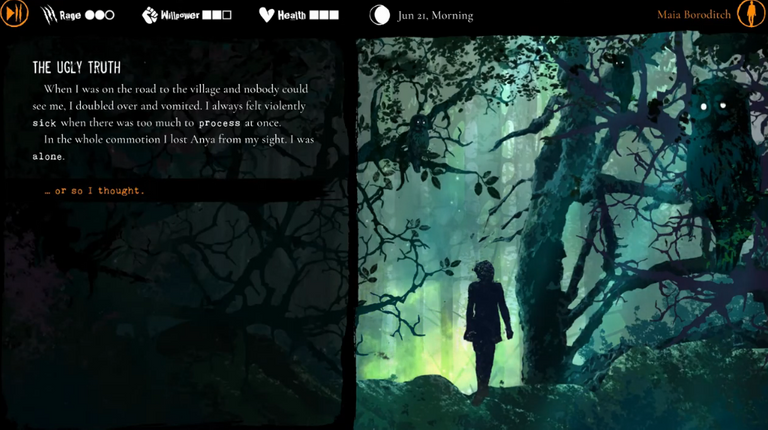 Rage
Willpower
Health
Jun 21, Morning
Maia Boroditch
THE UGLY TRUTH
When I was on the road to the village and nobody could
see me, I doubled over and vomited. I always felt violently
sick when there was too much to process at once.
In the whole commotion I lost Anya from my sight. I was
alone.
… or so I thought.